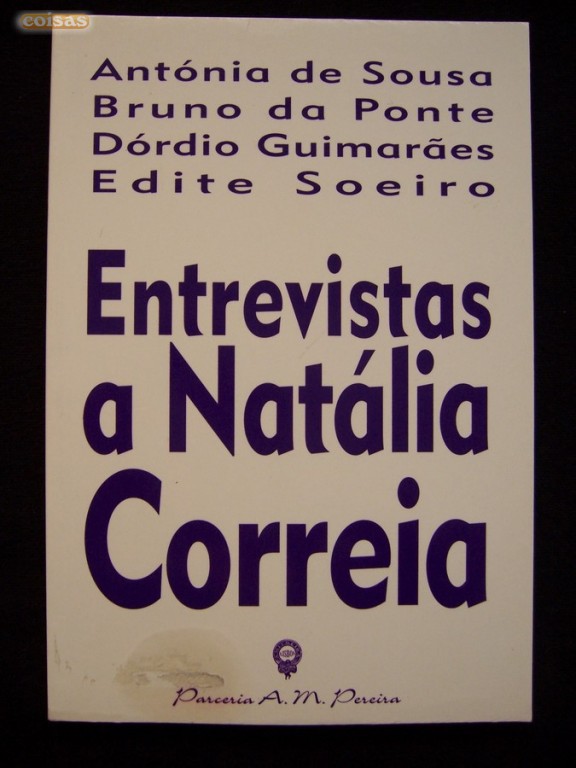 coisas
Antónia de Sousa
Bruno da Ponte
Dórdio Guimarães
Edite Soeiro
Entrevistas
a Natália
Correia
Parceria A. M. Pereira